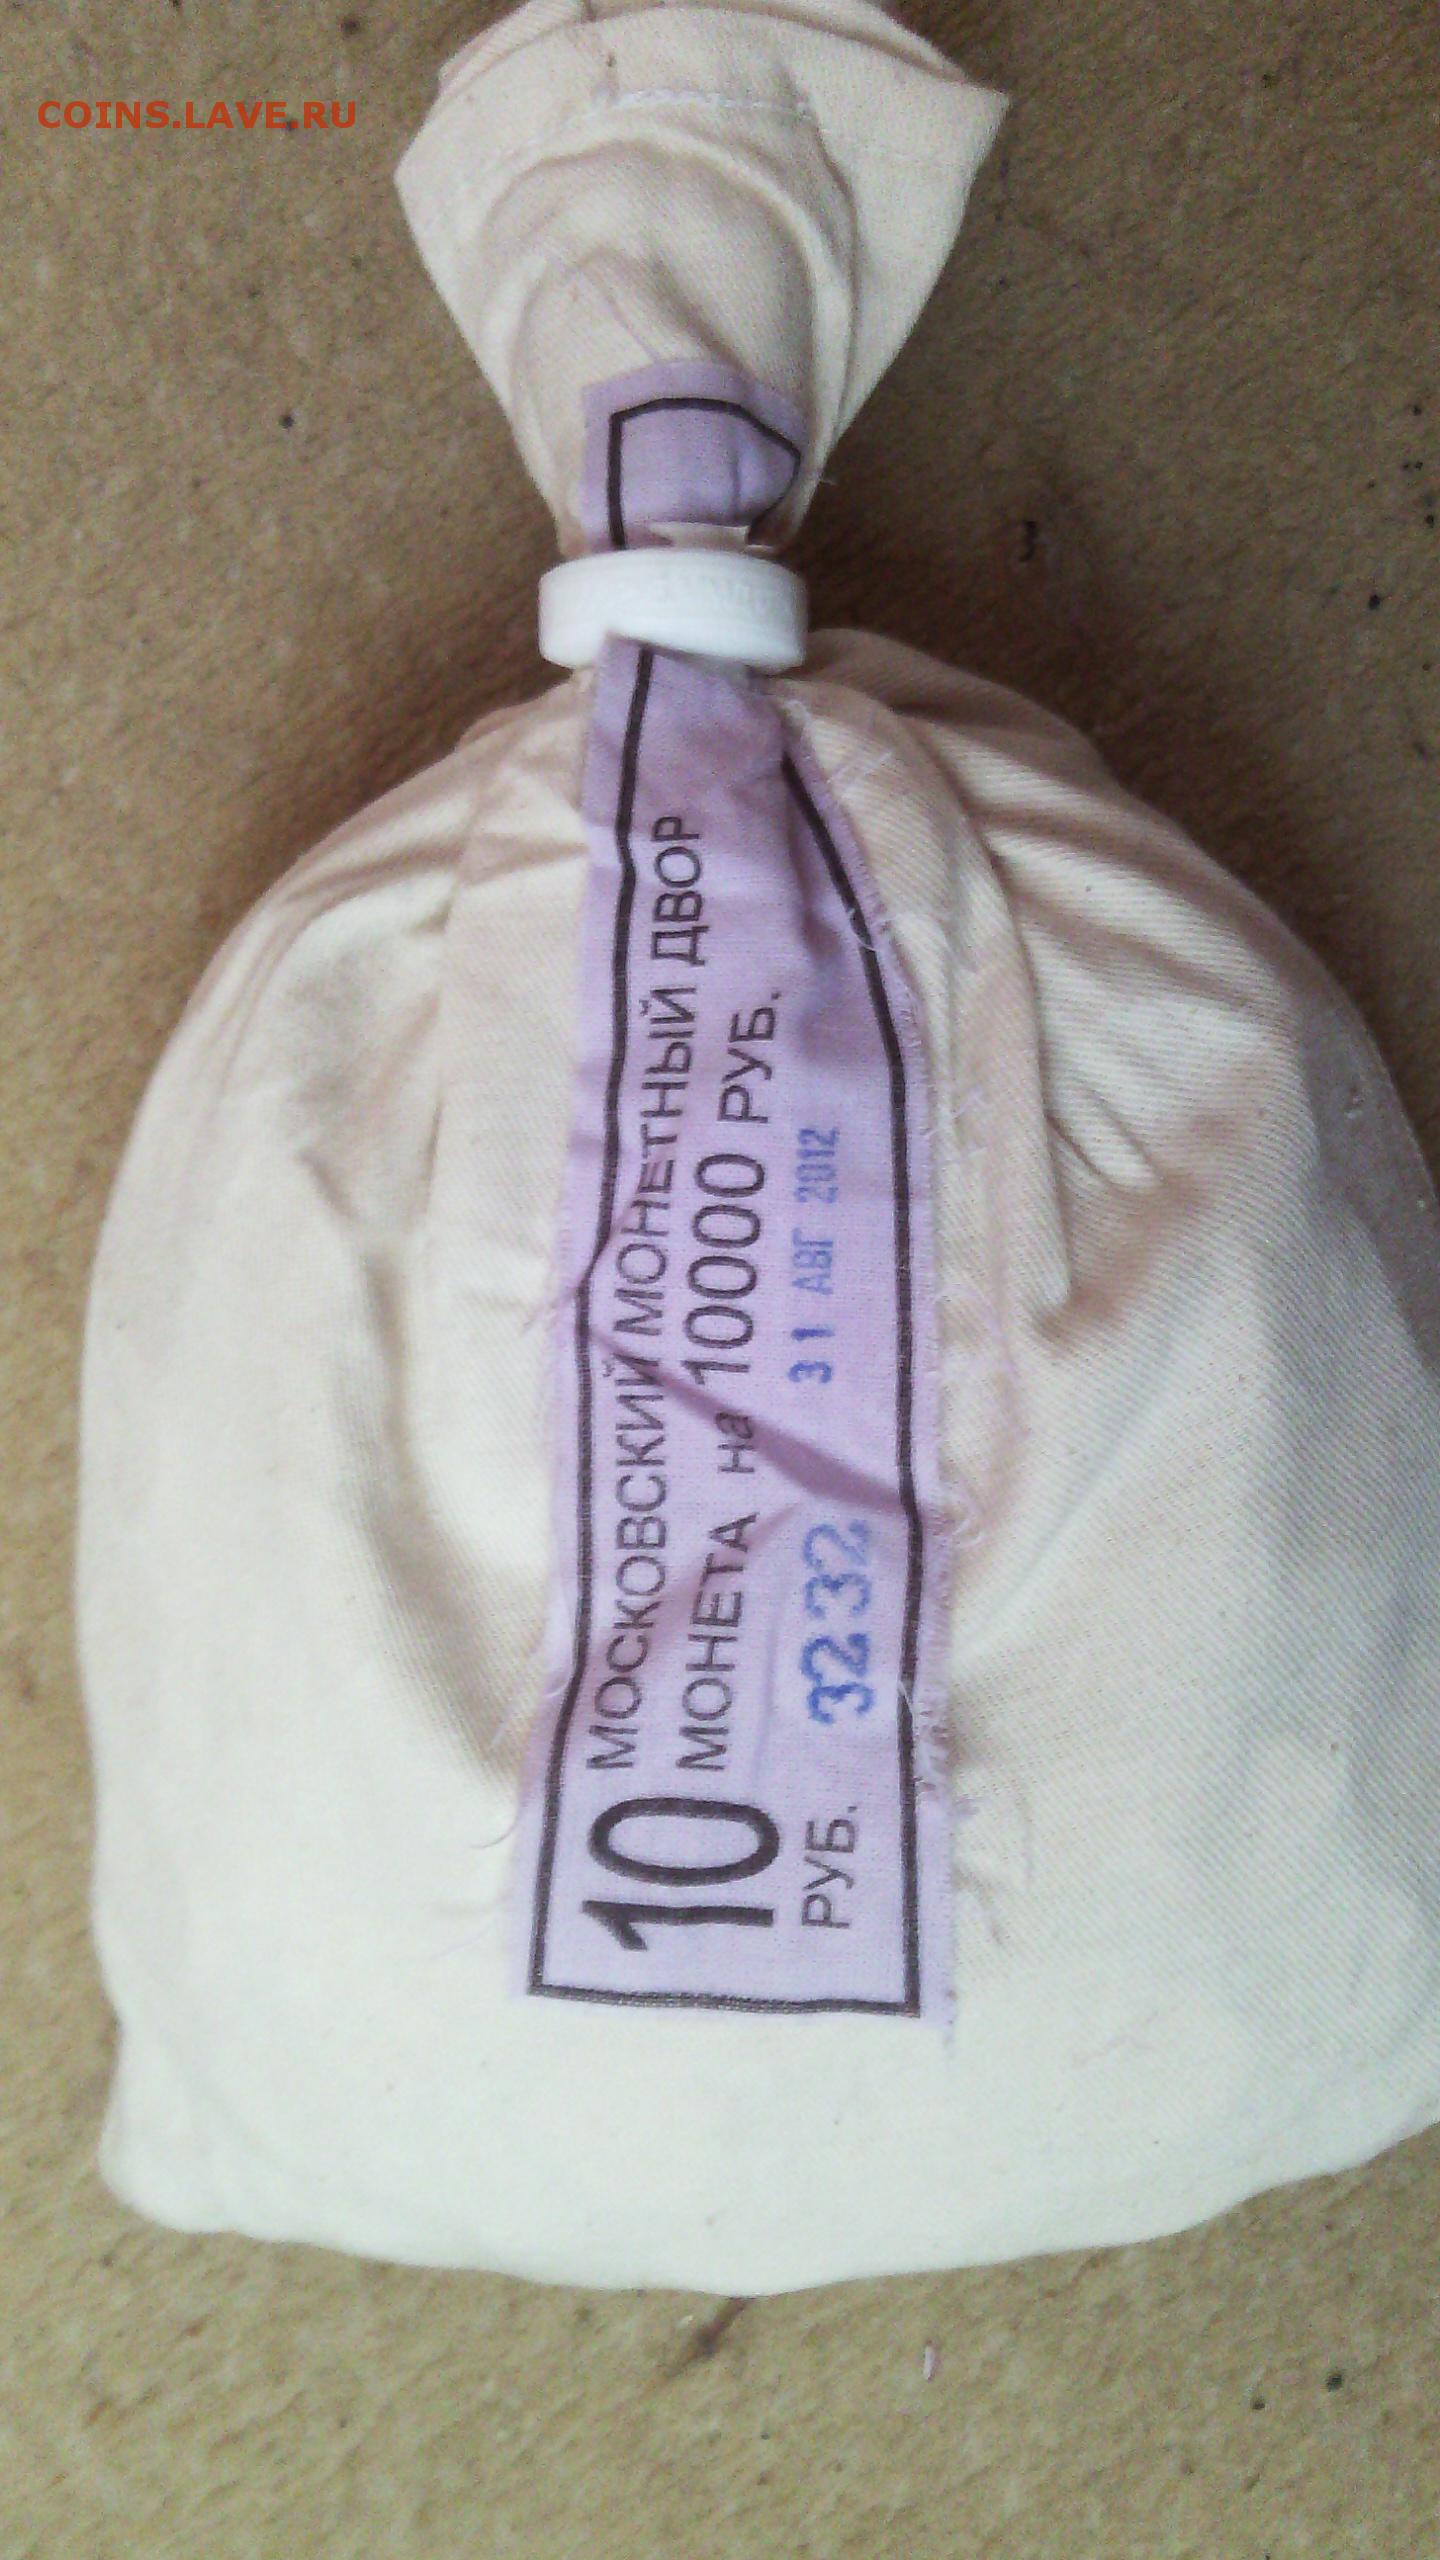 COINS.LAVE.RU
МОСКОВСКИЙ МОНЕТНЫЙ ДВОР
10 МОНЕТА на 10000 РУБ.
РУБ. 3232 31 АВГ 2012